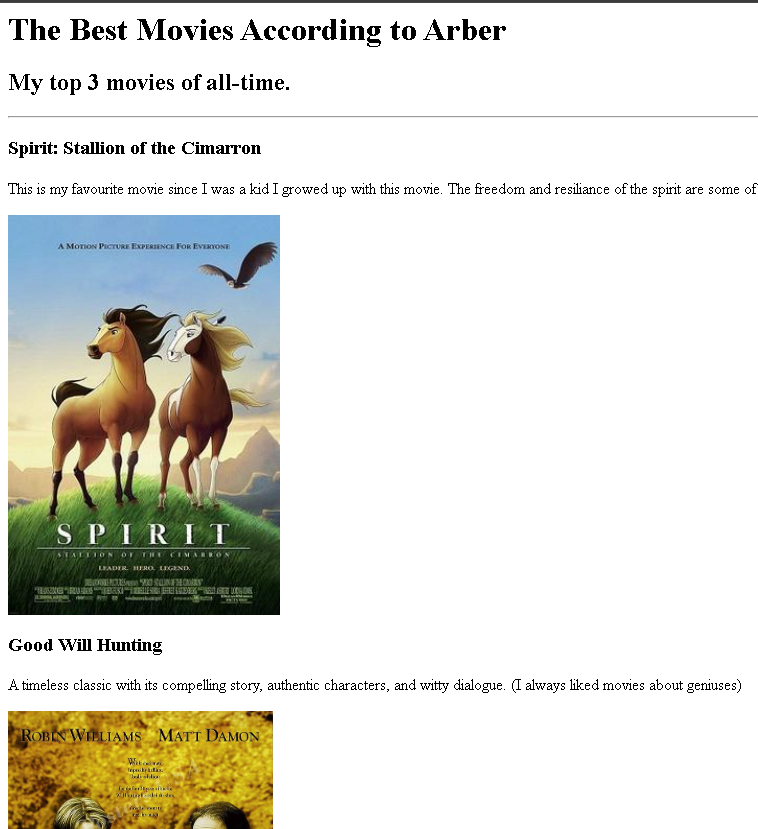 The Best Movies According to Arber
My top 3 movies of all-time.
Spirit: Stallion of the Cimarron
This is my favourite movie since I was a kid I growed up with this movie. The freedom and resiliance of the spirit are some of
A MOTION PICTURE EXPERIENCE FOR EVERYONE
SPIRIT
STALLION OF THE CIMARRON
LEADER. HERO. LEGEND.
Good Will Hunting
A timeless classic with its compelling story, authentic characters, and witty dialogue. (I always liked movies about geniuses)
ROBIN WILLIAMS MATT DAMON